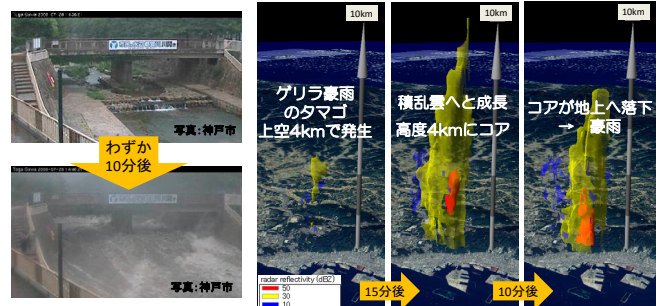 写真：神戸市
わずか
10分後
写真：神戸市
10km
ゲリラ豪雨
のタマゴ
上空4kmで発生
radar reflectivity (dBZ)
50
30
10
15分後
10km
積乱雲へと成長
高度4kmにコア
10分後
10km
コアが地上へ落下
→ 豪雨